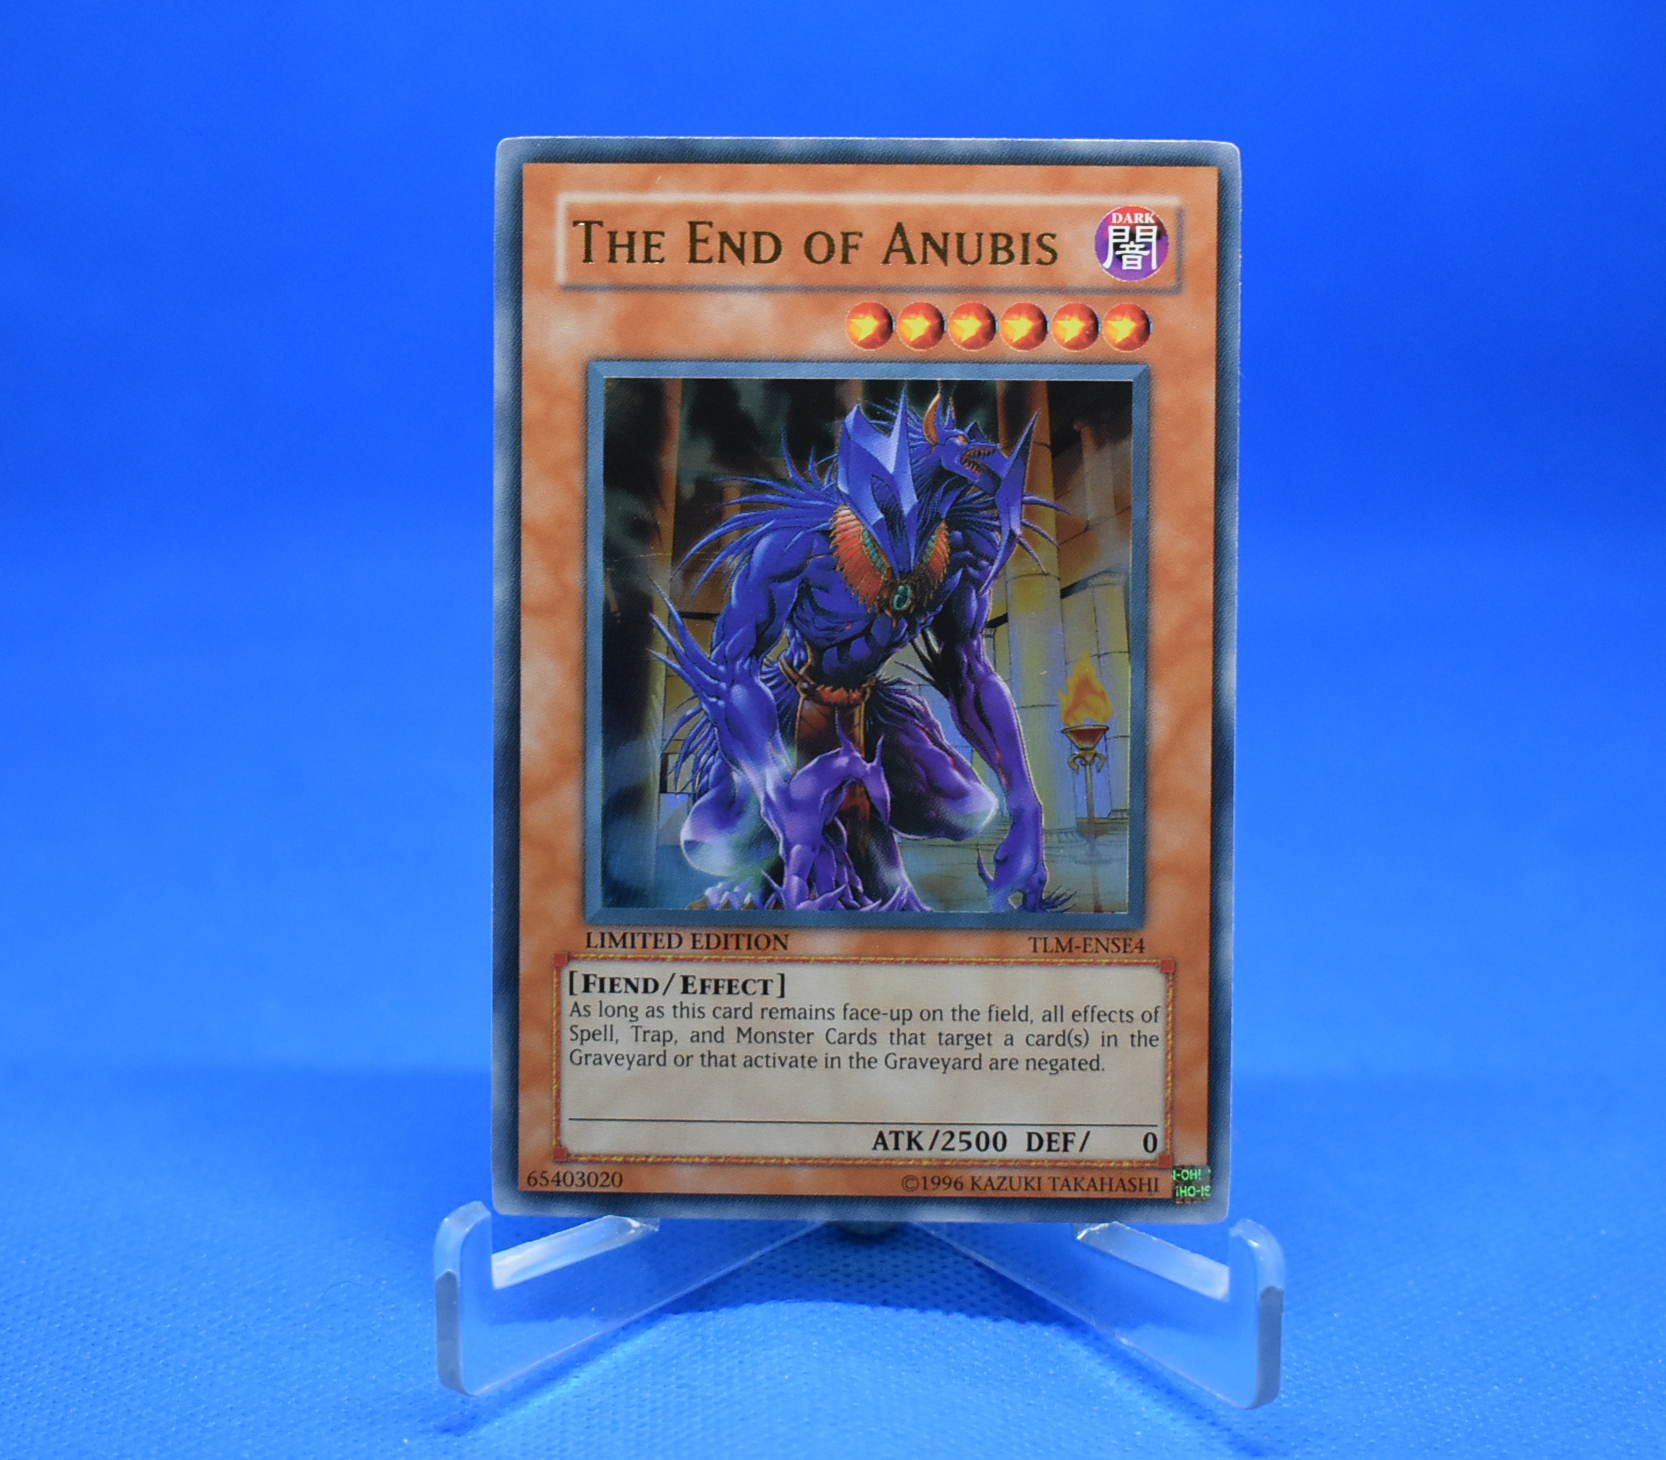 THE END OF ANUBIS
DARK
闇
LIMITED EDITION TLM-ENSE4
[FIEND/EFFECT]
As long as this card remains face-up on the field, all effects of
Spell, Trap, and Monster Cards that target a card(s) in the
Graveyard or that activate in the Graveyard are negated.
ATK/2500 DEF/ 0
65403020 ©1996 KAZUKI TAKAHASHI